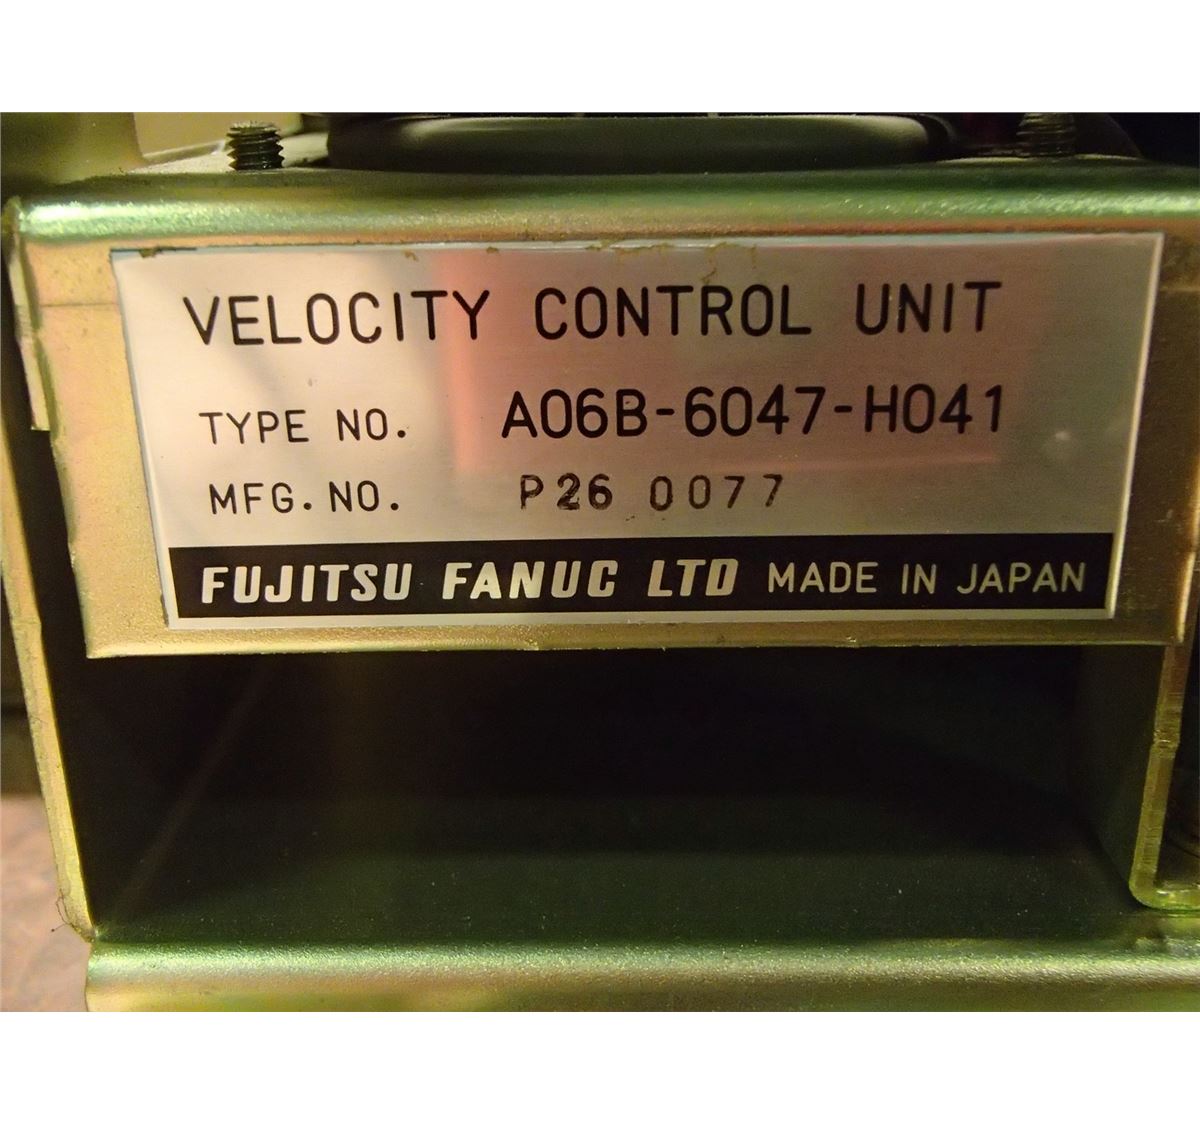 VELOCITY CONTROL UNIT
TYPE NO. A06B-6047-H041
MFG. NO. P26 0077
FUJITSU FANUC LTD MADE IN JAPAN